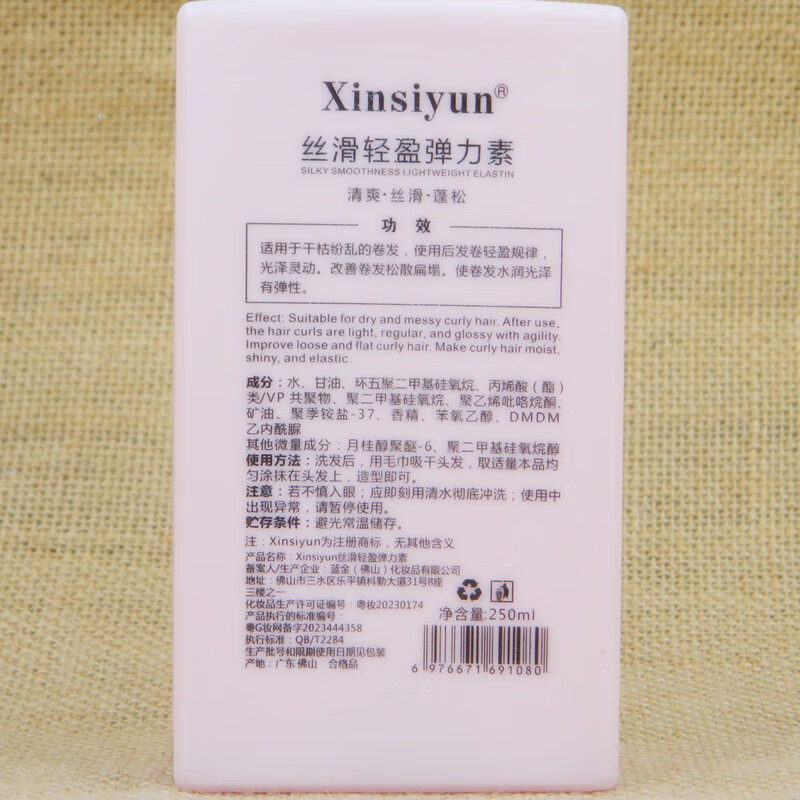 Xinsiyun®
丝滑轻盈弹力素
SILKY SMOOTHNESS LIGHTWEIGHT ELASTIN
清爽·丝滑·蓬松
功 效
适用于干枯纷乱的卷发，使用后发卷轻盈规律，
光泽灵动。改善卷发松散扁塌。使卷发水润光泽
有弹性。
Effect: Suitable for dry and messy curly hair. After use,
the hair curls are light, regular, and glossy with agility.
Improve loose and flat curly hair. Make curly hair moist,
shiny, and elastic.
成分：水、甘油、环五聚二甲基硅氧烷、丙烯酸（酯）
类/VP 共聚物、聚二甲基硅氧烷、聚乙烯吡咯烷酮、
矿油、聚季铵盐-37、香精、苯氧乙醇、DMDM
乙内酰脲
其他微量成分：月桂醇聚醚-6、聚二甲基硅氧烷醇
使用方法：洗发后，用毛巾吸干头发，取适量本品均
匀涂抹在头发上，造型即可。
注意：若不慎入眼；应即刻用清水彻底冲洗；使用中
出现异常，请暂停使用。
贮存条件：避光常温储存。
注：Xinsiyun为注册商标，无其他含义
产品名称：Xinsiyun丝滑轻盈弹力素
备案人/生产企业：蓝金（佛山）化妆品有限公司
地址：佛山市三水区乐平镇科勒大道31号8座
三楼之一
化妆品生产许可证编号：粤妆20230174
产品执行的标准编号：
粤G妆网备字2023444358
执行标准：QB/T2284
生产批号和限期使用日期见包装
产地：广东 佛山 合格品
净含量:250ml
6 976671 691080